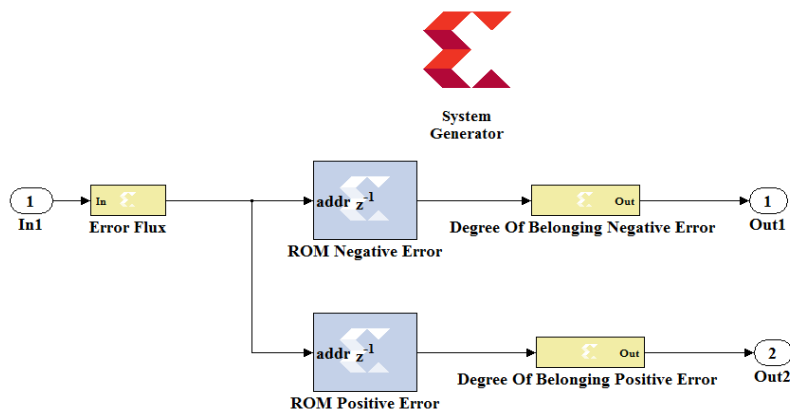 System
Generator
1
In1
In
Error Flux
addr z-1
ROM Negative Error
Out
Degree Of Belonging Negative Error
1
Out1
addr z-1
ROM Positive Error
Out
Degree Of Belonging Positive Error
2
Out2